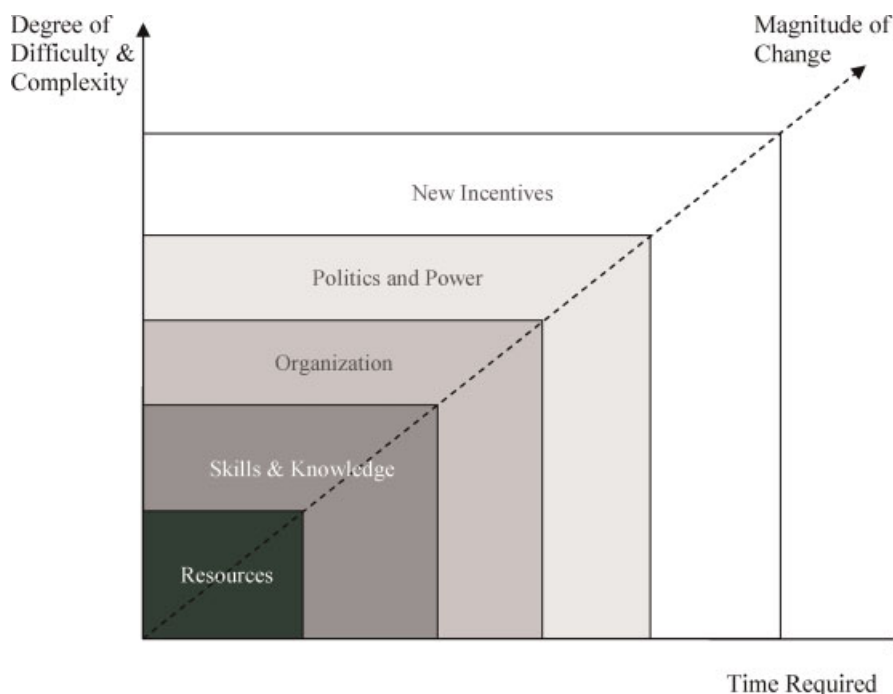 Degree of
Difficulty &
Complexity
Magnitude of
Change
New Incentives
Politics and Power
Organization
Skills & Knowledge
Resources
Time Required